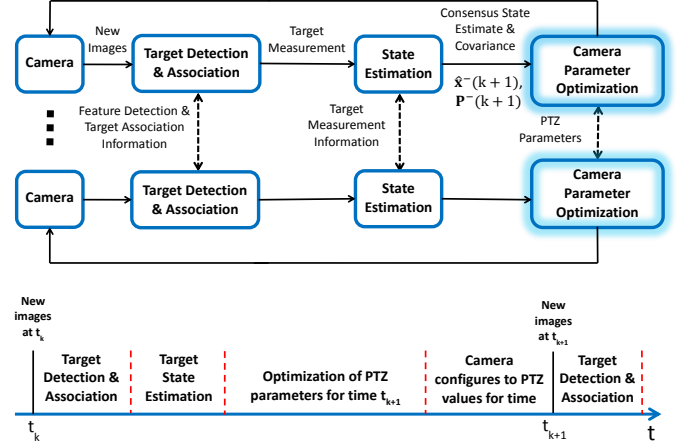 New
Images
Target
Measurement
Consensus State
Estimate &
Covariance
Camera
Target Detection
& Association
State
Estimation
Camera
Parameter
Optimization
x̂⁻(k + 1),
P⁻(k + 1)
Feature Detection &
Target Association
Information
Target
Measurement
Information
PTZ
Parameters
Camera
Target Detection
& Association
State
Estimation
Camera
Parameter
Optimization
New
images
at tₖ
New
images
at tₖ₊₁
Target
Detection &
Association
Target
State
Estimation
Optimization of PTZ
parameters for time tₖ₊₁
Camera
configures to PTZ
values for time
Target
Detection &
Association
tₖ
tₖ₊₁
t